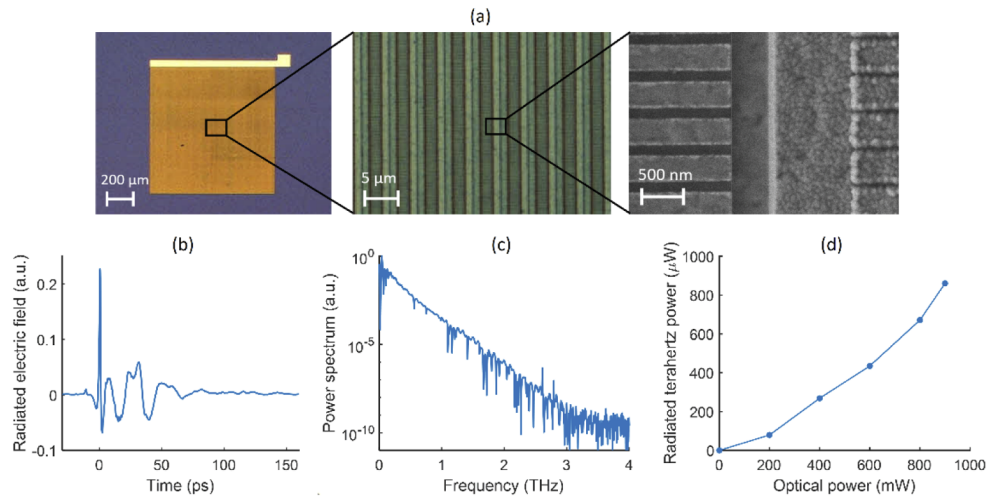 (a)
200 μm
5 μm
500 nm
(b)
(c)
(d)
Radiated electric field (a.u.)
0.2
0.1
0
-0.1
0
50
100
150
Time (ps)
Power spectrum (a.u.)
10^0
10^-5
10^-10
0
1
2
3
4
Frequency (THz)
Radiated terahertz power (μW)
1000
800
600
400
200
0
0
200
400
600
800
1000
Optical power (mW)